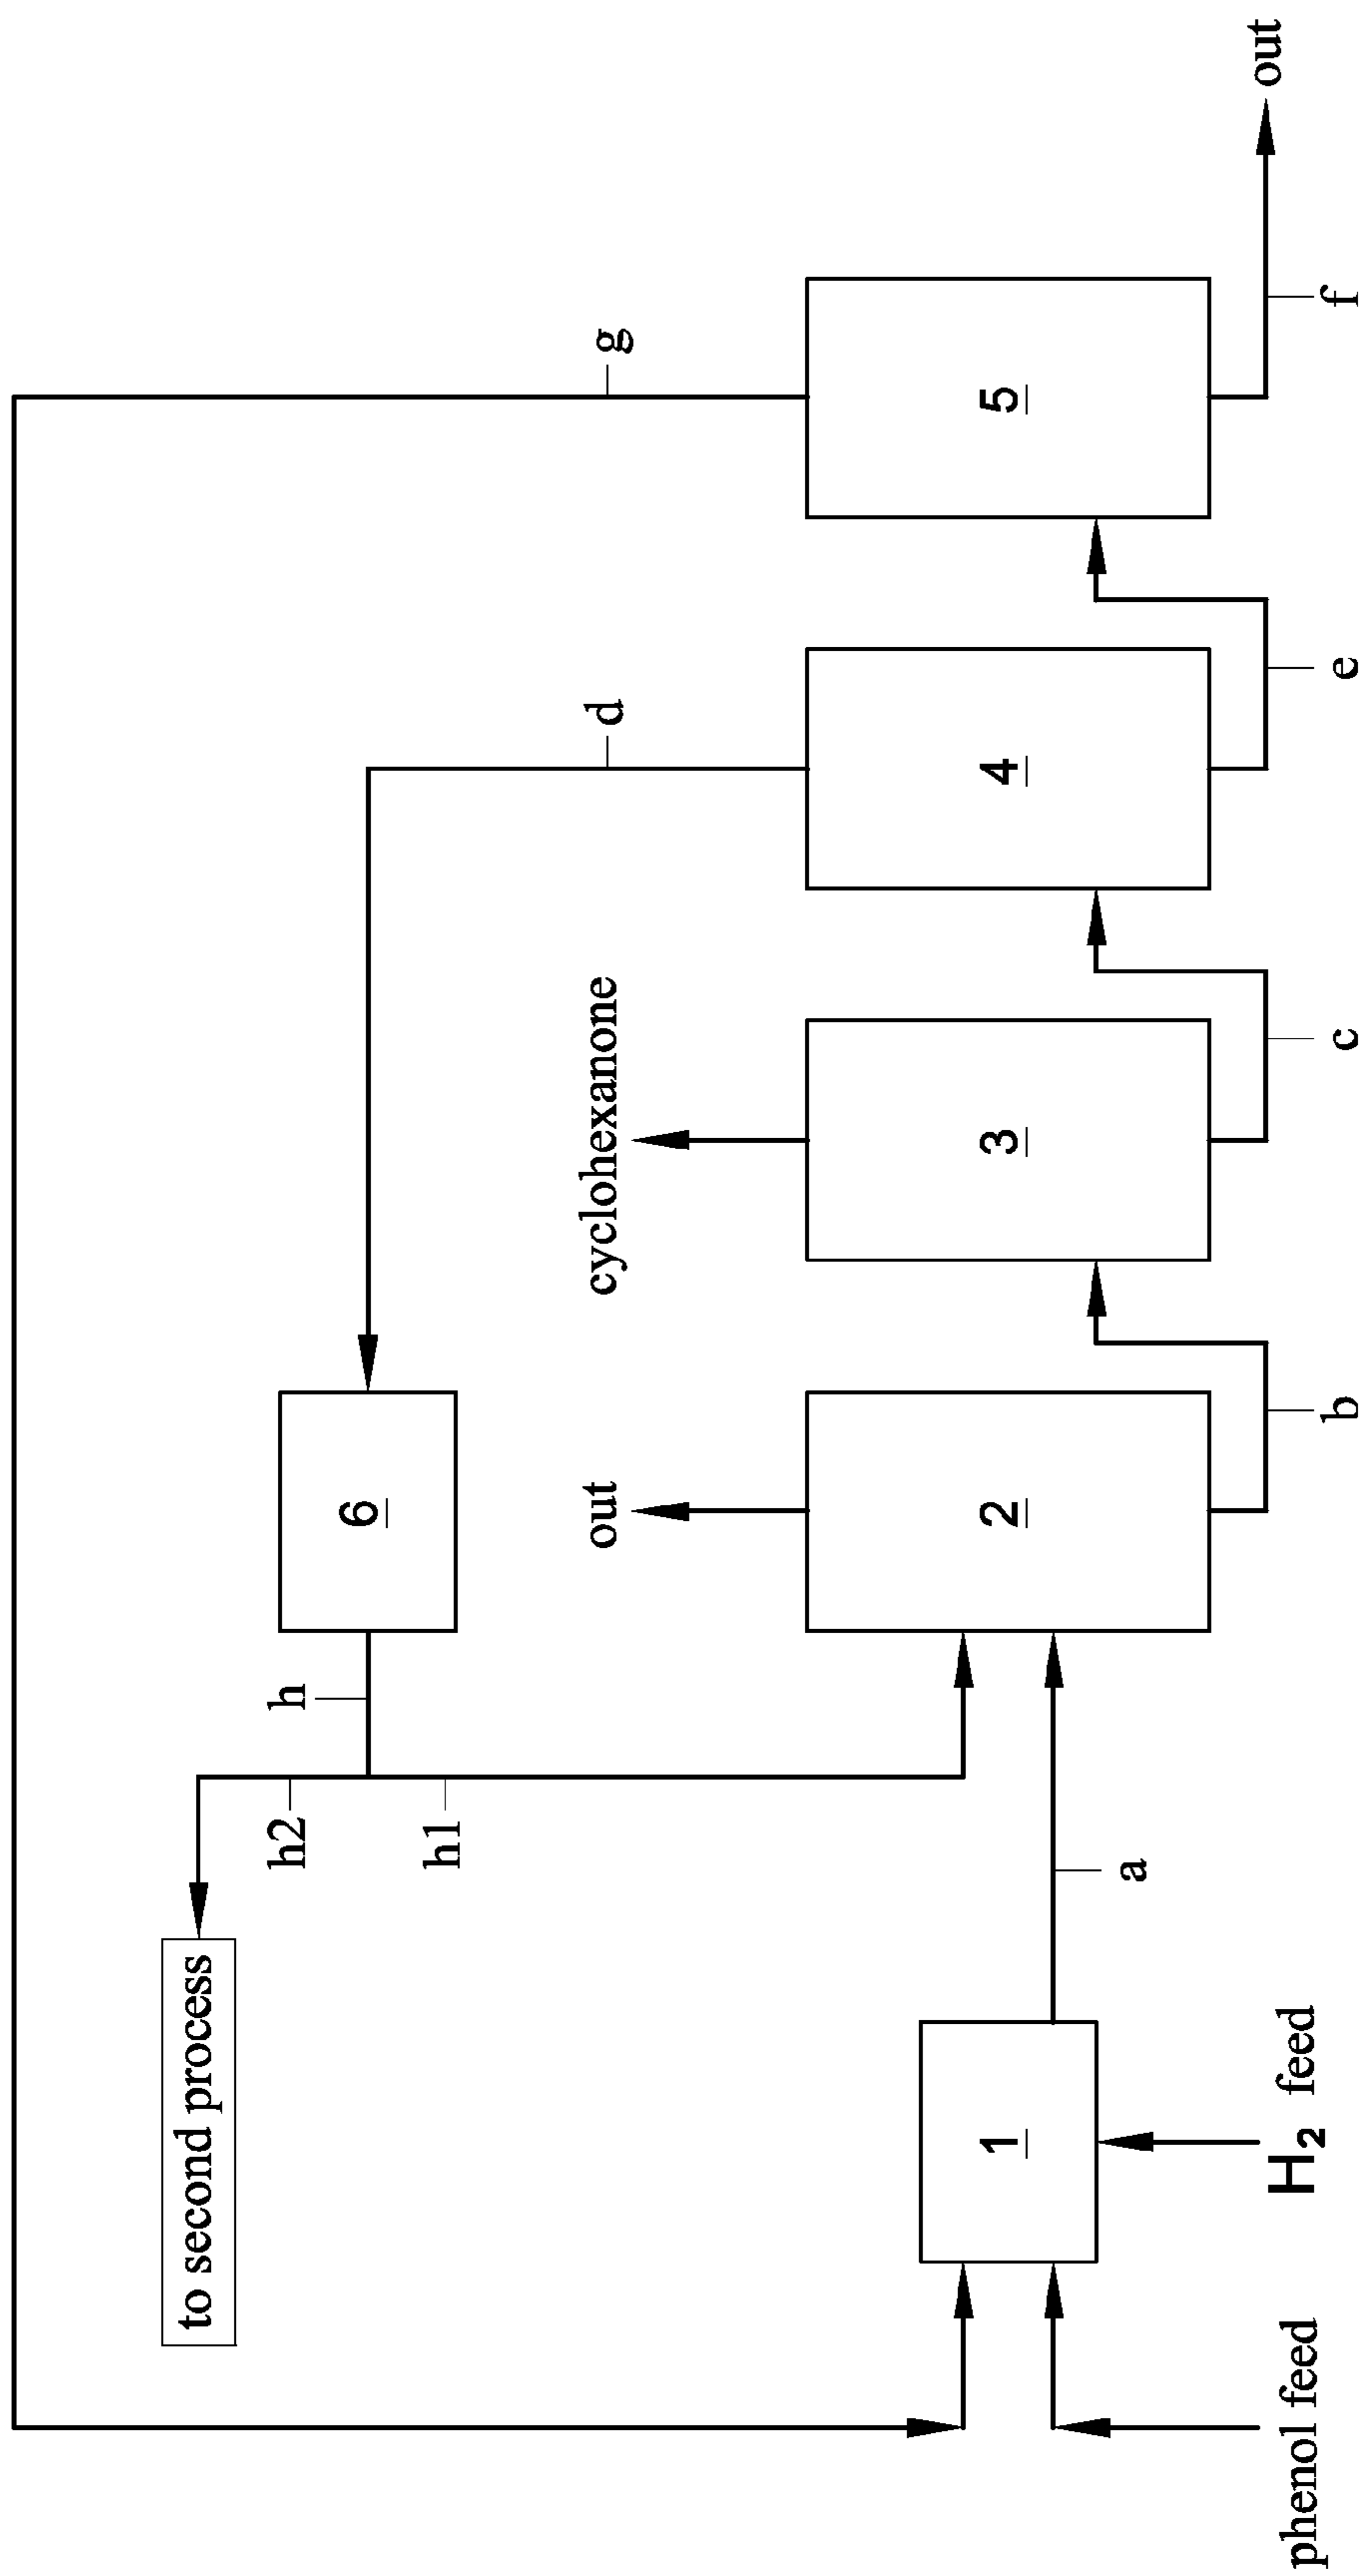 g
d
6
h
h2
h1
to second process
out
cyclohexanone
1
2
3
4
5
a
b
c
e
f
out
phenol feed
H₂ feed